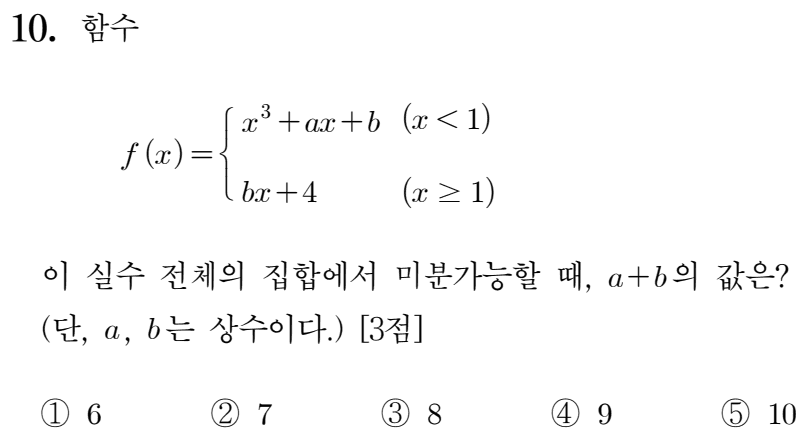 10. 함수
f(x) = { x³+ax+b (x < 1)
bx+4 (x ≥ 1)
이 실수 전체의 집합에서 미분가능할 때, a+b의 값은?
(단, a, b는 상수이다.) [3점]
① 6 ② 7 ③ 8 ④ 9 ⑤ 10